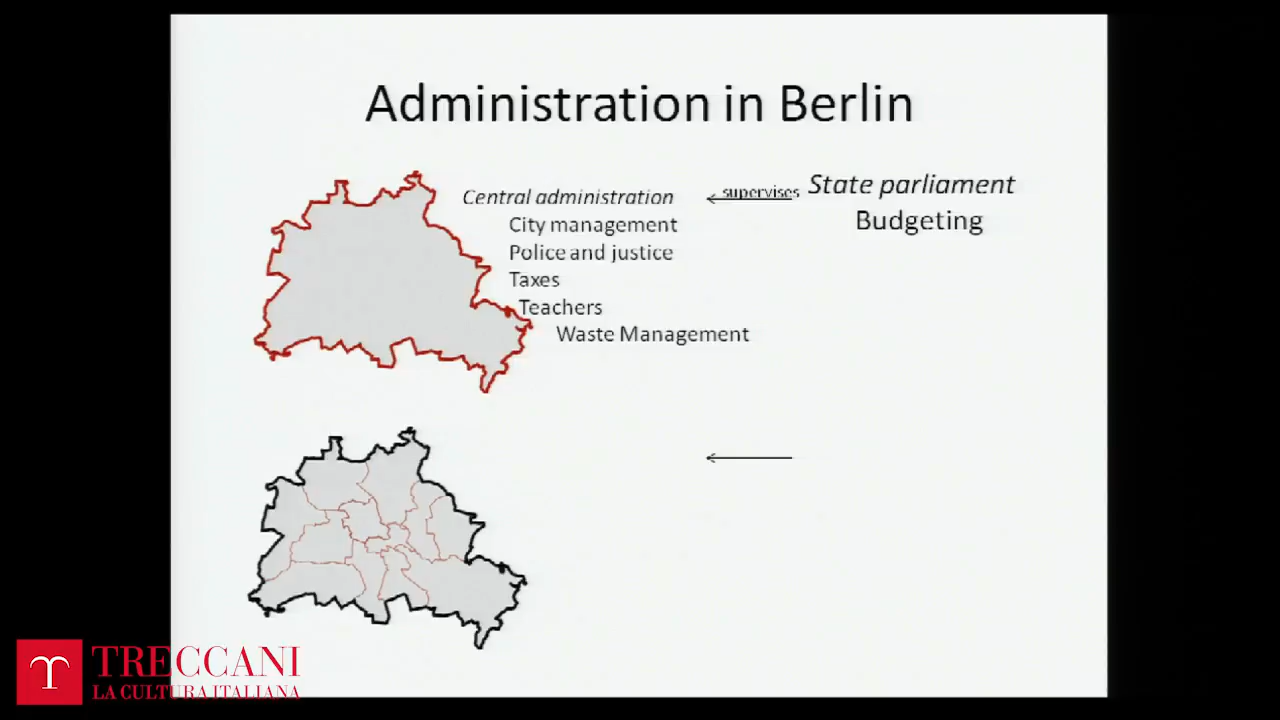 Administration in Berlin
Central administration
supervises
State parliament
City management
Budgeting
Police and justice
Taxes
Teachers
Waste Management
TRECCANI
LA CULTURA ITALIANA